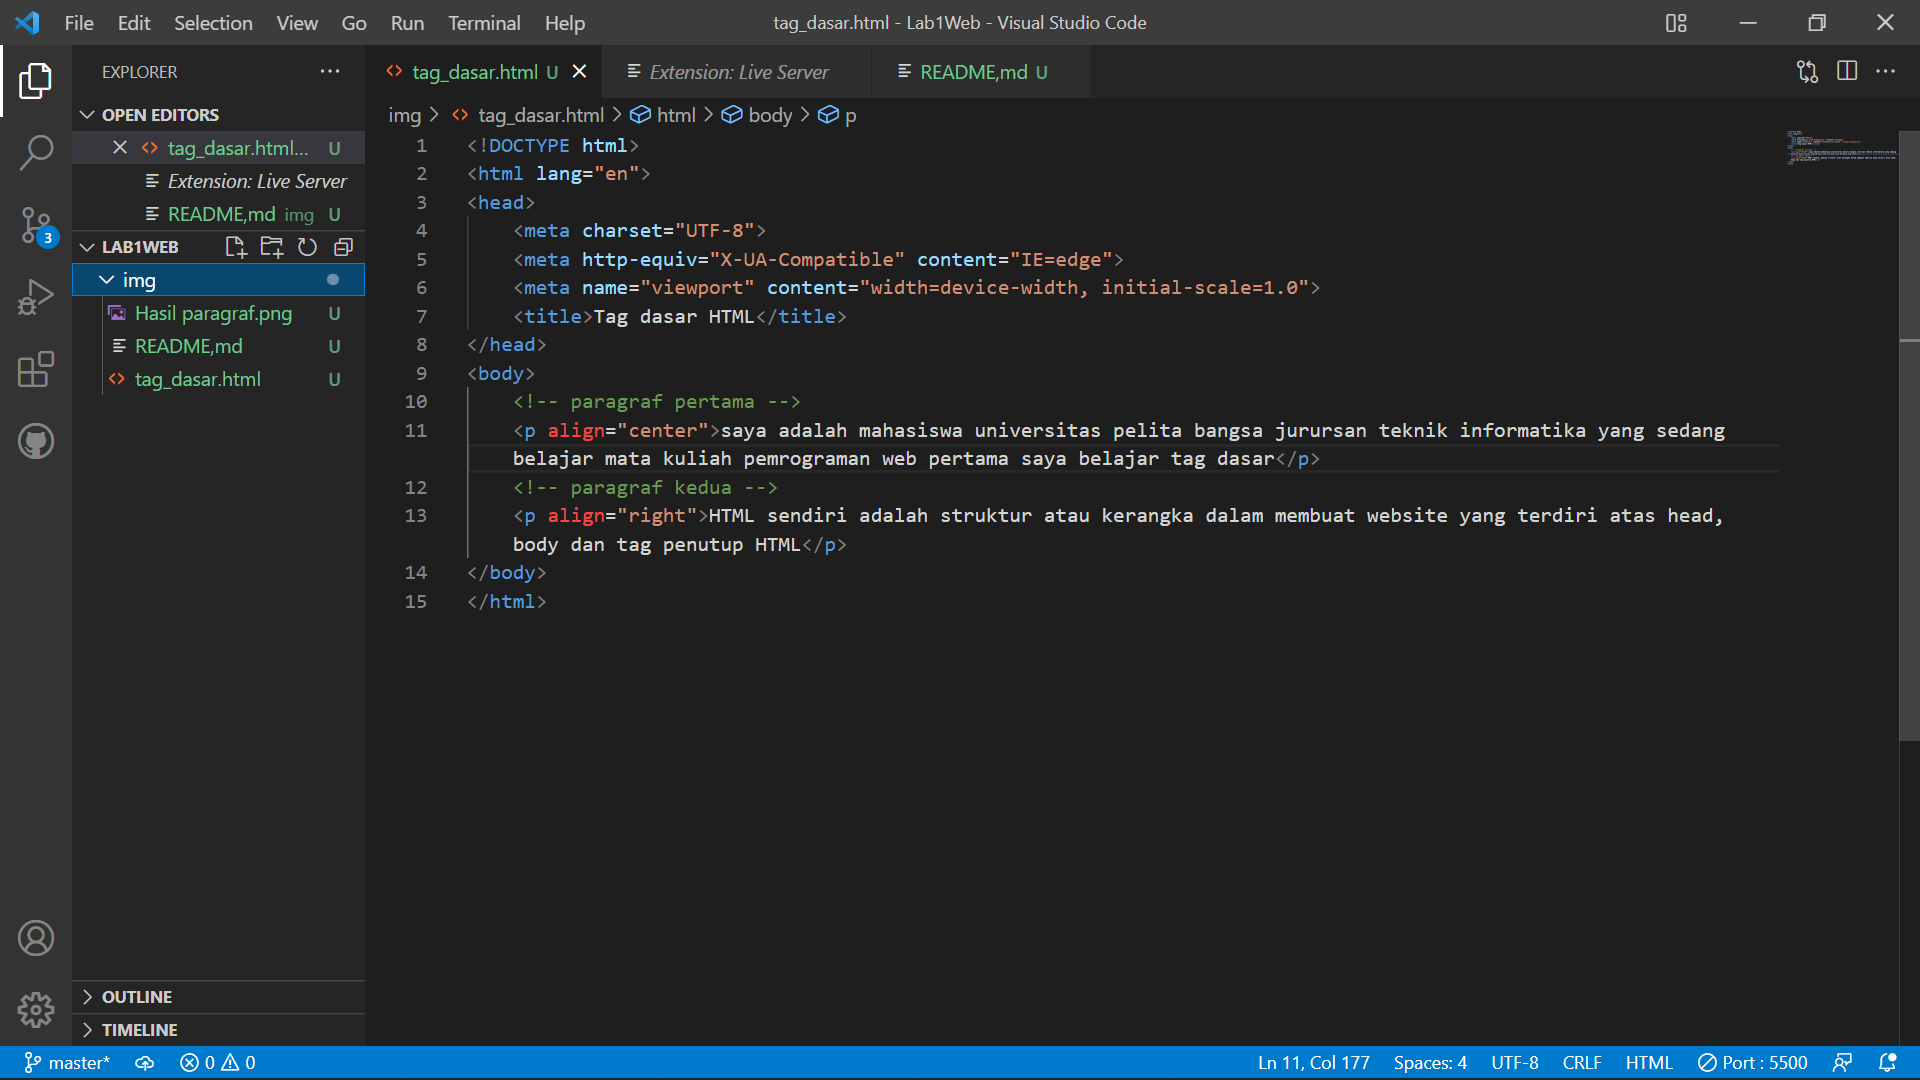 File Edit Selection View Go Run Terminal Help tag_dasar.html - Lab1Web - Visual Studio Code
EXPLORER
tag_dasar.html U
Extension: Live Server
README,md U
OPEN EDITORS
tag_dasar.html... U
Extension: Live Server
README,md img U
3
LAB1WEB
img
Hasil paragraf.png U
README,md U
tag_dasar.html U
OUTLINE
TIMELINE
img > tag_dasar.html > html > body > p
1 <!DOCTYPE html>
2 <html lang="en">
3 <head>
4 <meta charset="UTF-8">
5 <meta http-equiv="X-UA-Compatible" content="IE=edge">
6 <meta name="viewport" content="width=device-width, initial-scale=1.0">
7 <title>Tag dasar HTML</title>
8 </head>
9 <body>
10 <!-- paragraf pertama -->
11 <p align="center">saya adalah mahasiswa universitas pelita bangsa jurursan teknik informatika yang sedang
belajar mata kuliah pemrograman web pertama saya belajar tag dasar</p>
12 <!-- paragraf kedua -->
13 <p align="right">HTML sendiri adalah struktur atau kerangka dalam membuat website yang terdiri atas head,
body dan tag penutup HTML</p>
14 </body>
15 </html>
master* 0 0 Ln 11, Col 177 Spaces: 4 UTF-8 CRLF HTML Port : 5500